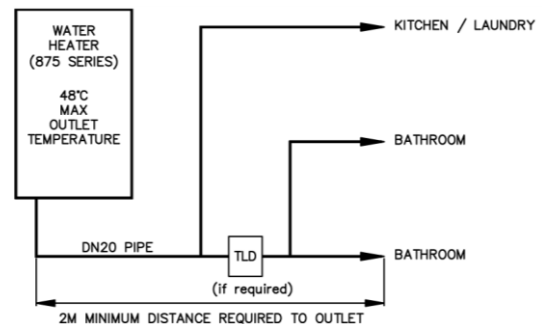 WATER
HEATER
(875 SERIES)
48°C
MAX
OUTLET
TEMPERATURE
KITCHEN / LAUNDRY
BATHROOM
DN20 PIPE
TLD
BATHROOM
(if required)
2M MINIMUM DISTANCE REQUIRED TO OUTLET